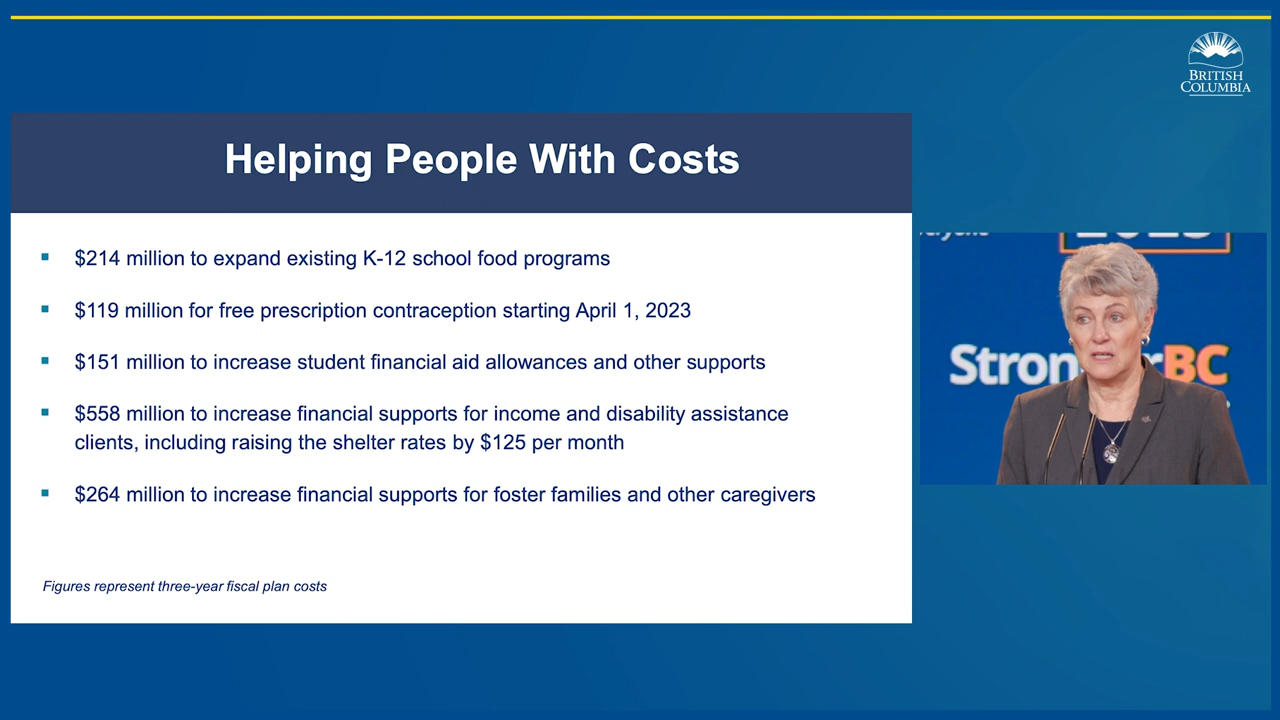 BRITISH
COLUMBIA
Helping People With Costs
▪ $214 million to expand existing K-12 school food programs
▪ $119 million for free prescription contraception starting April 1, 2023
▪ $151 million to increase student financial aid allowances and other supports
▪ $558 million to increase financial supports for income and disability assistance
clients, including raising the shelter rates by $125 per month
▪ $264 million to increase financial supports for foster families and other caregivers
Figures represent three-year fiscal plan costs
2023
BC